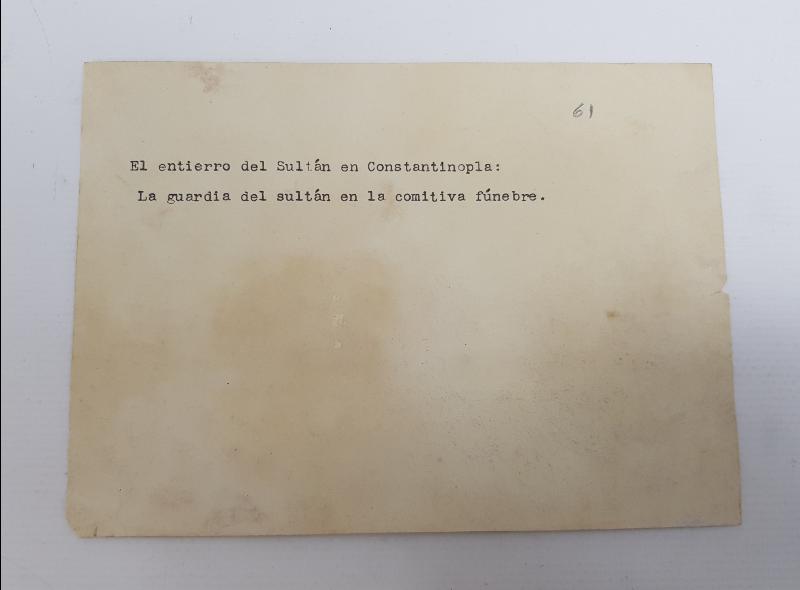 61
El entierro del Sultán en Constantinopla:
La guardia del sultán en la comitiva fúnebre.